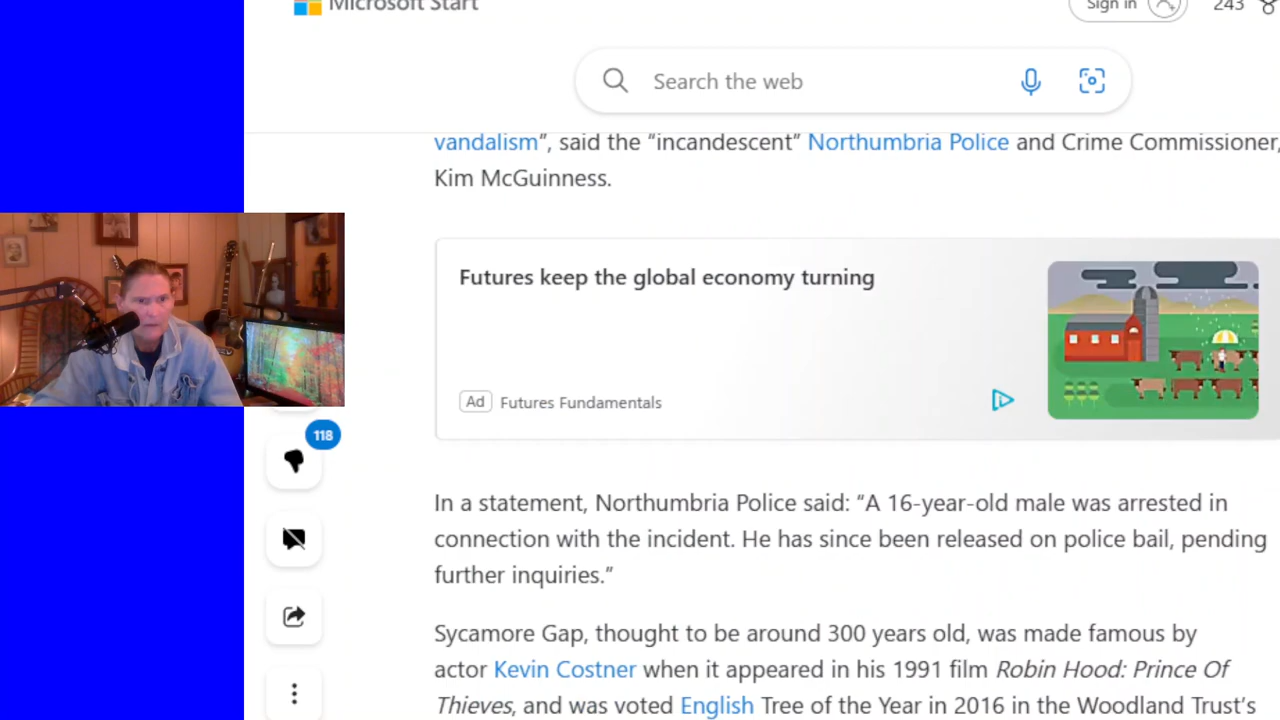 Microsoft Start
Sign in
243
Search the web
vandalism”, said the “incandescent” Northumbria Police and Crime Commissioner,
Kim McGuinness.
Futures keep the global economy turning
Ad Futures Fundamentals
118
In a statement, Northumbria Police said: “A 16-year-old male was arrested in
connection with the incident. He has since been released on police bail, pending
further inquiries.”
Sycamore Gap, thought to be around 300 years old, was made famous by
actor Kevin Costner when it appeared in his 1991 film Robin Hood: Prince Of
Thieves, and was voted English Tree of the Year in 2016 in the Woodland Trust’s